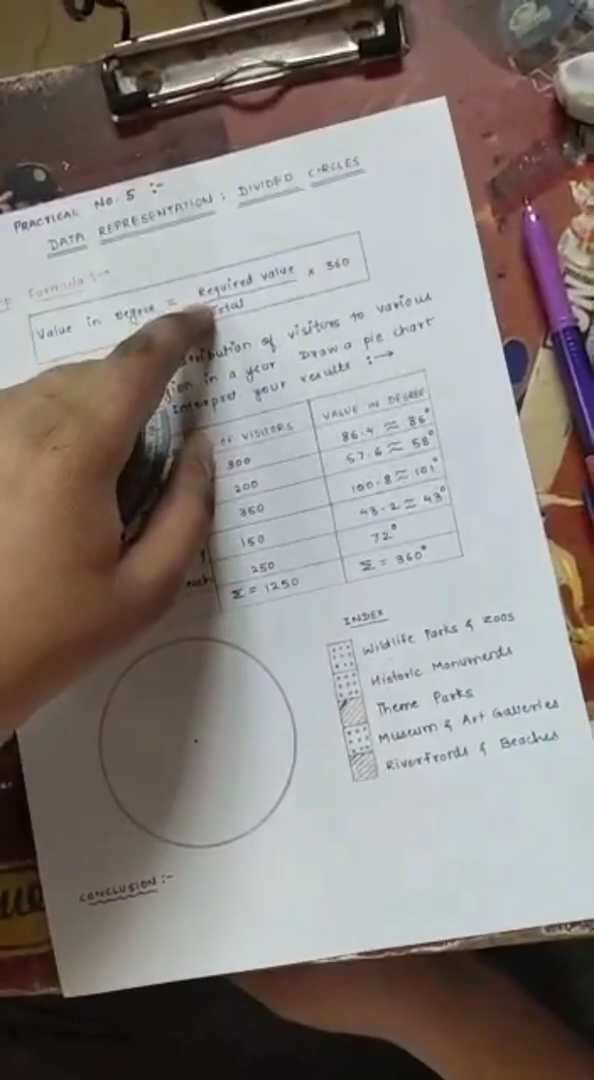 PRACTICAL NO. 5 :-
DATA REPRESENTATION : DIVIDED CIRCLES
Formula :→
Value in Degree = Required value × 360
of visitors to various
in a year Draw a pie chart
Interpret your results :→
OF VISITORS VALUE IN DEGREE
300 86.4 ≈ 86°
200 57.6 ≈ 58°
350 100.8 ≈ 101°
150 43.2 ≈ 43°
250 72°
Σ = 1250 Σ = 360°
INDEX
Wildlife Parks & Zoos
Historic Monuments
Theme Parks
Museum & Art Galleries
Riverfronds & Beaches
CONCLUSION :-